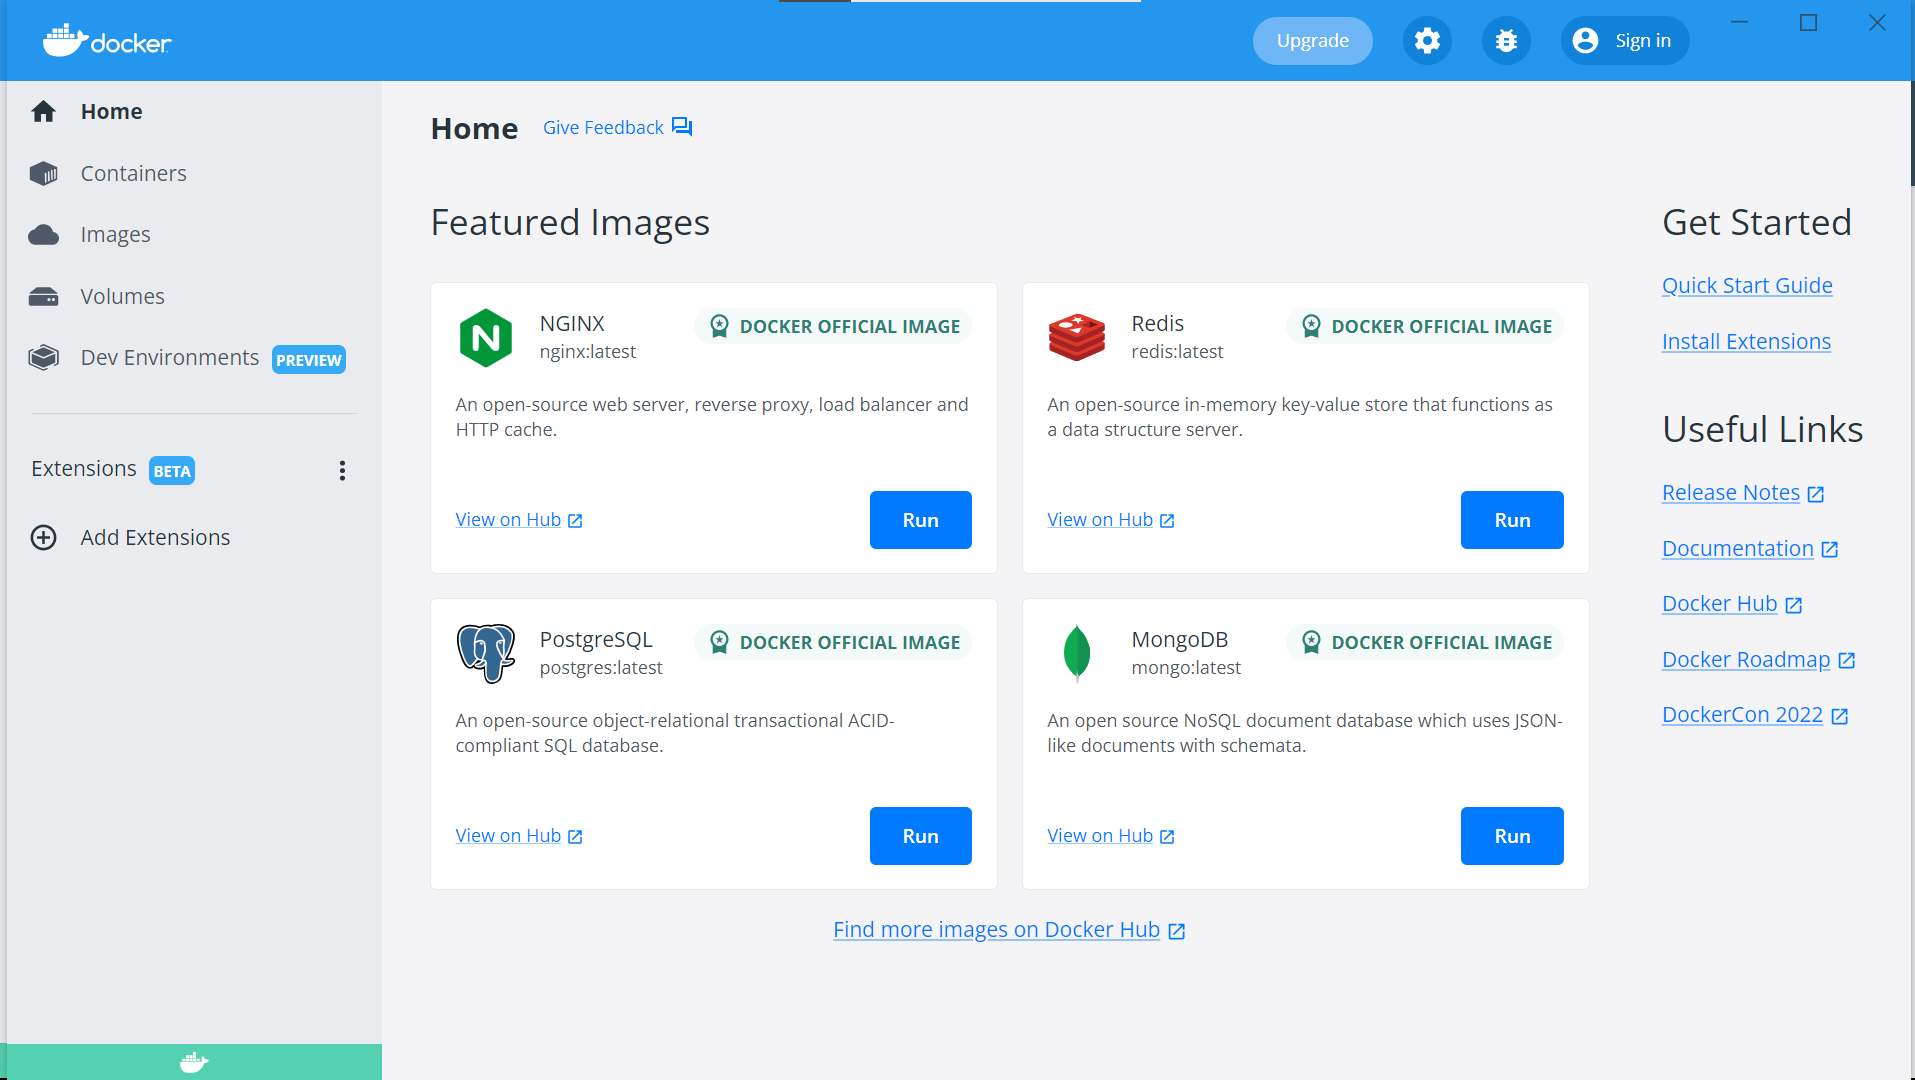 docker
Upgrade
Sign in
Home
Containers
Images
Volumes
Dev Environments PREVIEW
Extensions BETA
Add Extensions
Home Give Feedback
Featured Images
NGINX
nginx:latest
DOCKER OFFICIAL IMAGE
An open-source web server, reverse proxy, load balancer and
HTTP cache.
View on Hub
Run
Redis
redis:latest
DOCKER OFFICIAL IMAGE
An open-source in-memory key-value store that functions as
a data structure server.
View on Hub
Run
PostgreSQL
postgres:latest
DOCKER OFFICIAL IMAGE
An open-source object-relational transactional ACID-
compliant SQL database.
View on Hub
Run
MongoDB
mongo:latest
DOCKER OFFICIAL IMAGE
An open source NoSQL document database which uses JSON-
like documents with schemata.
View on Hub
Run
Find more images on Docker Hub
Get Started
Quick Start Guide
Install Extensions
Useful Links
Release Notes
Documentation
Docker Hub
Docker Roadmap
DockerCon 2022